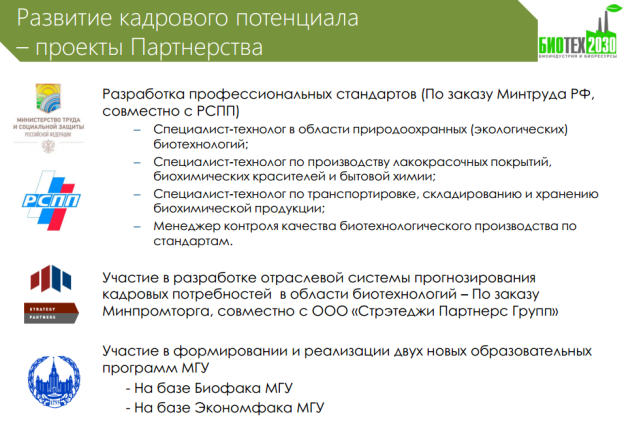 Развитие кадрового потенциала
– проекты Партнерства
БИОТЕХ2030
БИОИНДУСТРИЯ И БИОРЕСУРСЫ
Разработка профессиональных стандартов (По заказу Минтруда РФ,
совместно с РСПП)
– Специалист-технолог в области природоохранных (экологических)
биотехнологий;
– Специалист-технолог по производству лакокрасочных покрытий,
биохимических красителей и бытовой химии;
– Специалист-технолог по транспортировке, складированию и хранению
биохимической продукции;
– Менеджер контроля качества биотехнологического производства по
стандартам.
МИНИСТЕРСТВО ТРУДА
И СОЦИАЛЬНОЙ ЗАЩИТЫ
РОССИЙСКОЙ ФЕДЕРАЦИИ
РСПП
Участие в разработке отраслевой системы прогнозирования
кадровых потребностей в области биотехнологий – По заказу
Минпромторга, совместно с ООО «Стрэтеджи Партнерс Групп»
STRATEGY
PARTNERS
Участие в формировании и реализации двух новых образовательных
программ МГУ
- На базе Биофака МГУ
- На базе Экономфака МГУ